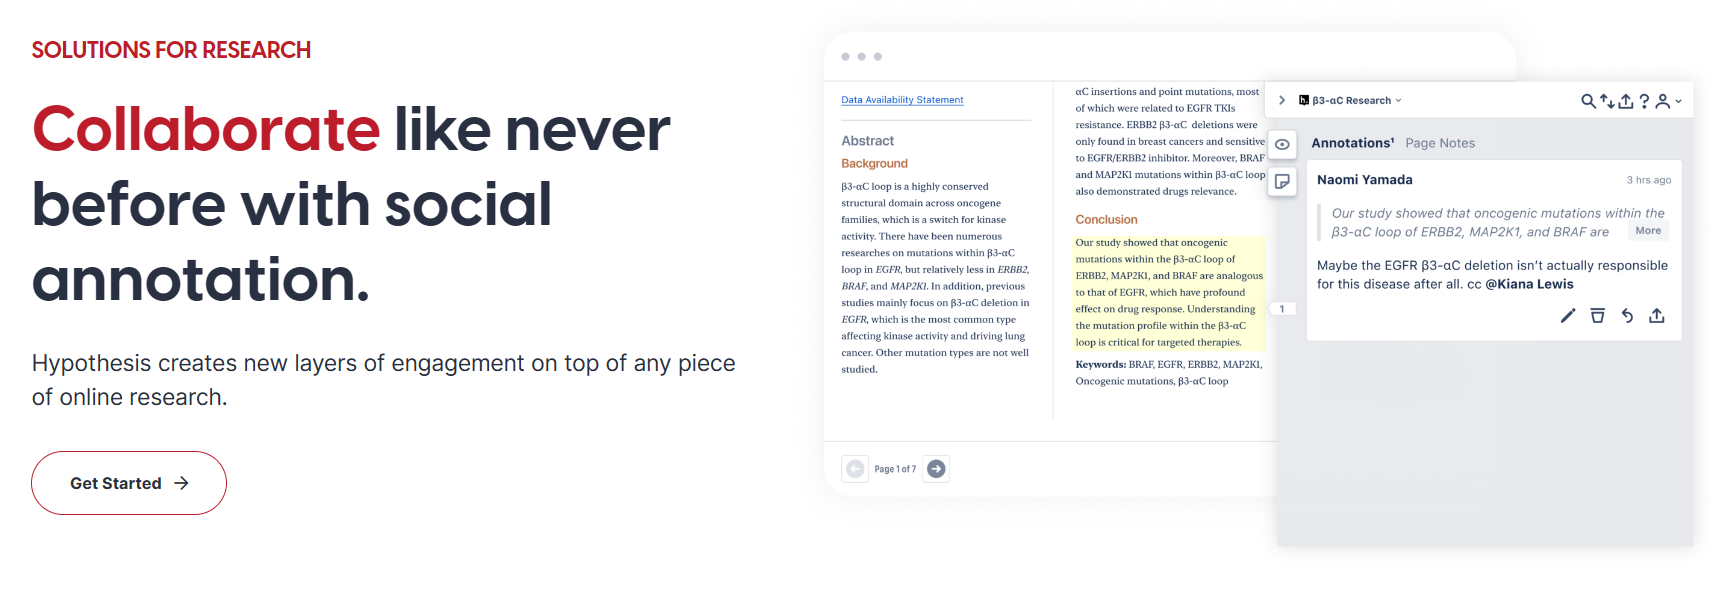 SOLUTIONS FOR RESEARCH
Collaborate like never
before with social
annotation.
Hypothesis creates new layers of engagement on top of any piece
of online research.
Get Started →
Data Availability Statement
Abstract
Background
β3-αC loop is a highly conserved
structural domain across oncogene
families, which is a switch for kinase
activity. There have been numerous
researches on mutations within β3-αC
loop in EGFR, but relatively less in ERBB2,
BRAF, and MAP2K1. In addition, previous
studies mainly focus on β3-αC deletion in
EGFR, which is the most common type
affecting kinase activity and driving lung
cancer. Other mutation types are not well
studied.
αC insertions and point mutations, most
of which were related to EGFR TKIs
resistance. ERBB2 β3-αC deletions were
only found in breast cancers and sensitive
to EGFR/ERBB2 inhibitor. Moreover, BRAF
and MAP2K1 mutations within β3-αC loop
also demonstrated drugs relevance.
Conclusion
Our study showed that oncogenic
mutations within the β3-αC loop of
ERBB2, MAP2K1, and BRAF are analogous
to that of EGFR, which have profound
effect on drug response. Understanding
the mutation profile within the β3-αC
loop is critical for targeted therapies.
Keywords: BRAF, EGFR, ERBB2, MAP2K1,
Oncogenic mutations, β3-αC loop
Page 1 of 7
h. β3-αC Research
?
1
Annotations¹ Page Notes
Naomi Yamada 3 hrs ago
Our study showed that oncogenic mutations within the
β3-αC loop of ERBB2, MAP2K1, and BRAF are More
Maybe the EGFR β3-αC deletion isn't actually responsible
for this disease after all. cc @Kiana Lewis